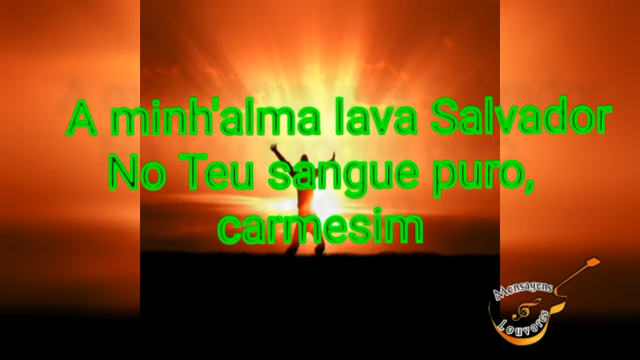 A minh'alma lava Salvador
No Teu sangue puro,
carmesim
Mensagens
Louvores